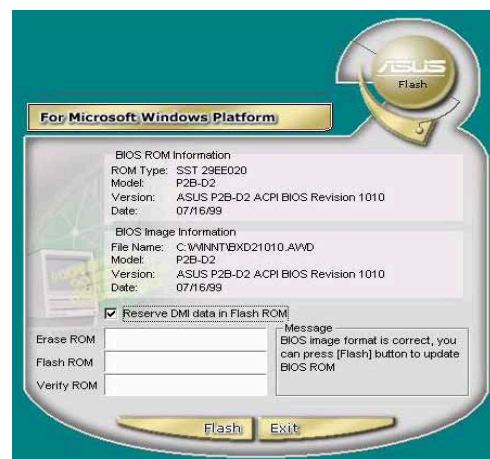 ASUS
Flash
For Microsoft Windows Platform
BIOS ROM Information
ROM Type: SST 29EE020
Model: P2B-D2
Version: ASUS P2B-D2 ACPI BIOS Revision 1010
Date: 07/16/99
BIOS Image Information
File Name: C:\WINNT\BXD21010.AWD
Model: P2B-D2
Version: ASUS P2B-D2 ACPI BIOS Revision 1010
Date: 07/16/99
Reserve DMI data in Flash ROM
Erase ROM
Flash ROM
Verify ROM
Message
BIOS image format is correct, you
can press [Flash] button to update
BIOS ROM
Flash Exit